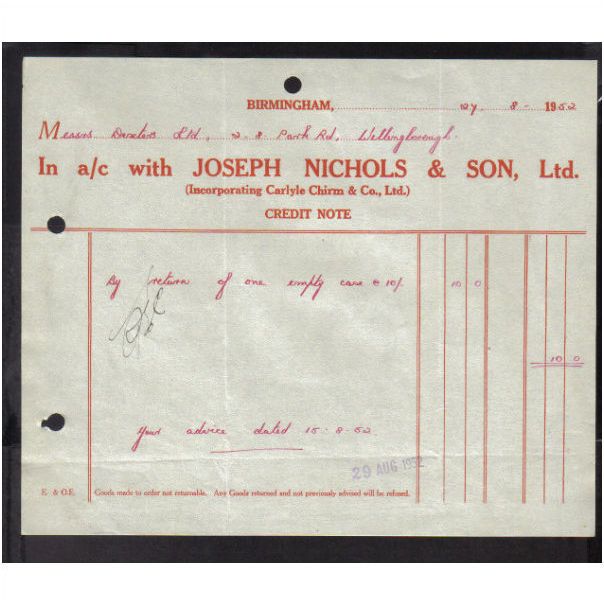 BIRMINGHAM, 27 - 8 - 1952
Messrs Dexters Ltd., 2-8 Park Rd, Wellingborough.
In a/c with JOSEPH NICHOLS & SON, Ltd.
(Incorporating Carlyle Chirm & Co., Ltd.)
CREDIT NOTE
By return of one empty case @ 10/- 10 0
10 0
Your advice dated 15-8-52
29 AUG 1952
E. & O.E. Goods made to order not returnable. Any Goods returned and not previously advised will be refused.